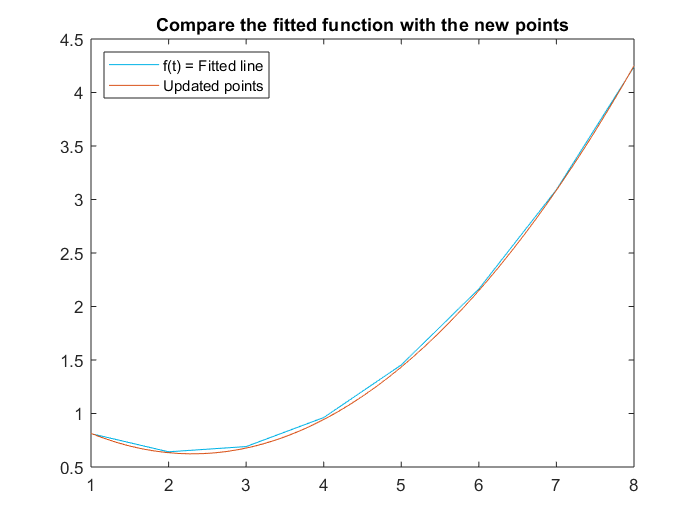 Compare the fitted function with the new points
f(t) = Fitted line
Updated points
4.5
4
3.5
3
2.5
2
1.5
1
0.5
1 2 3 4 5 6 7 8